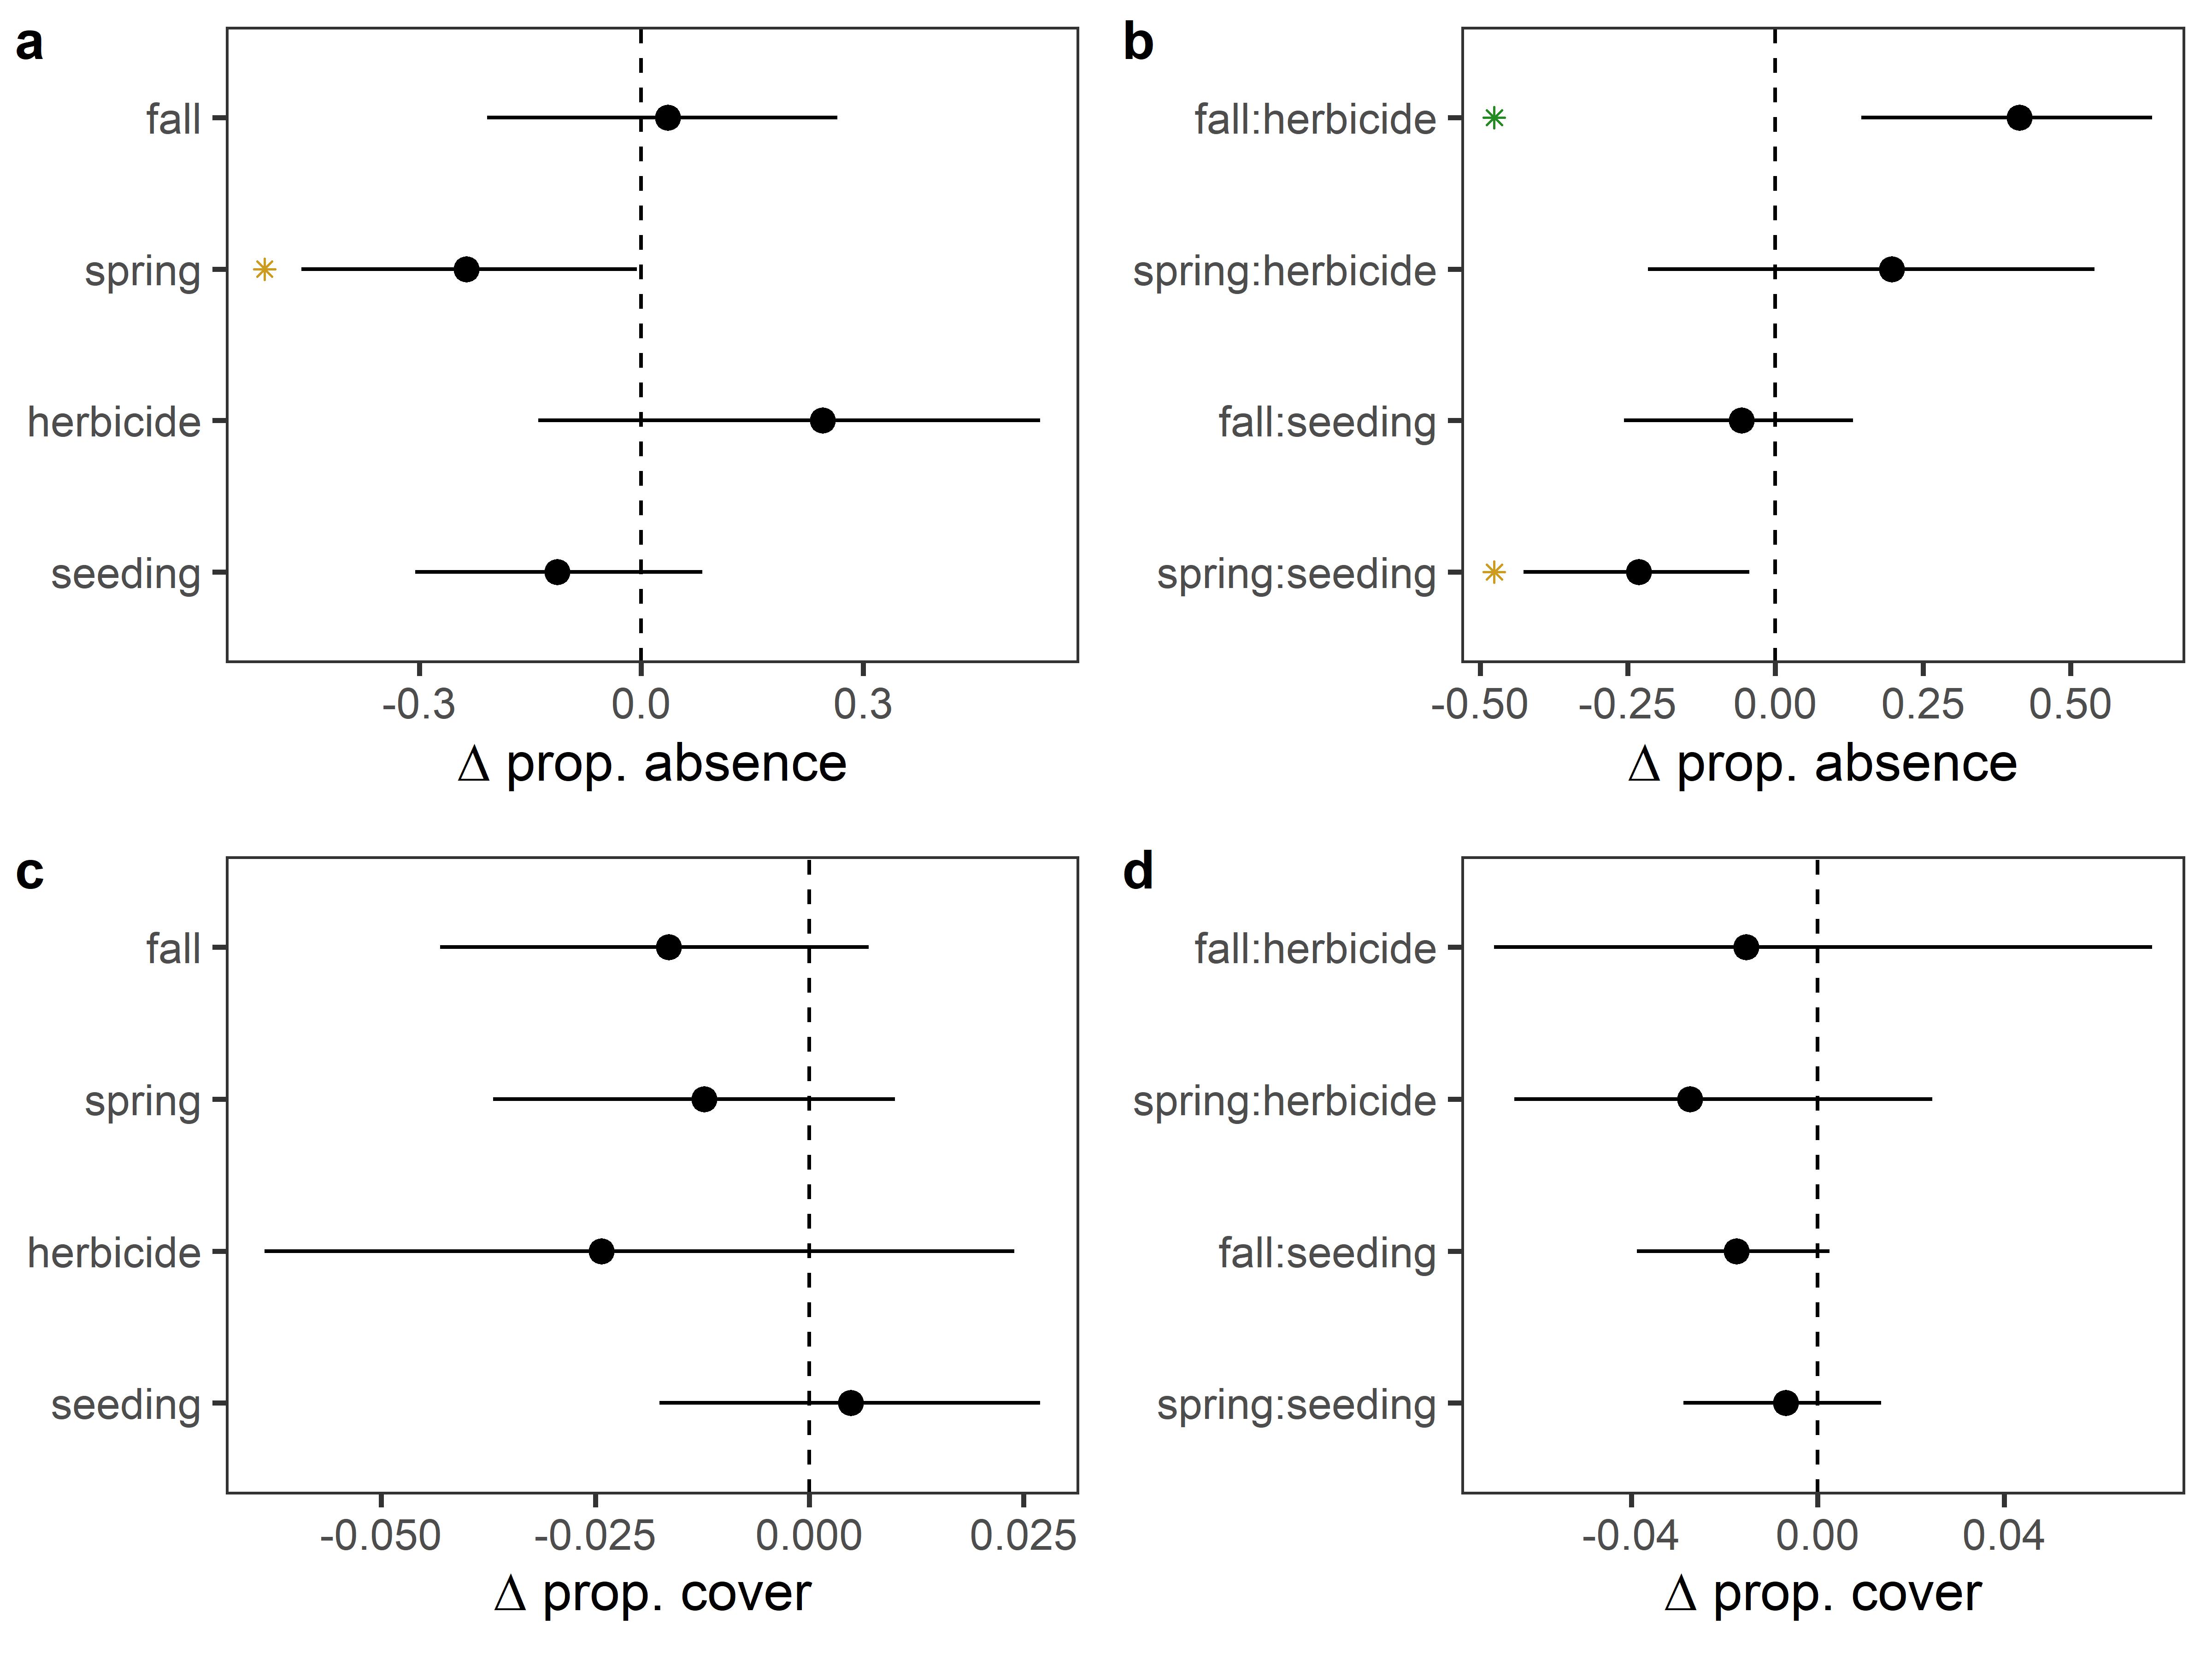 a
fall
spring
herbicide
seeding
-0.3 0.0 0.3
Δ prop. absence
b
fall:herbicide
spring:herbicide
fall:seeding
spring:seeding
-0.50 -0.25 0.00 0.25 0.50
Δ prop. absence
c
fall
spring
herbicide
seeding
-0.050 -0.025 0.000 0.025
Δ prop. cover
d
fall:herbicide
spring:herbicide
fall:seeding
spring:seeding
-0.04 0.00 0.04
Δ prop. cover